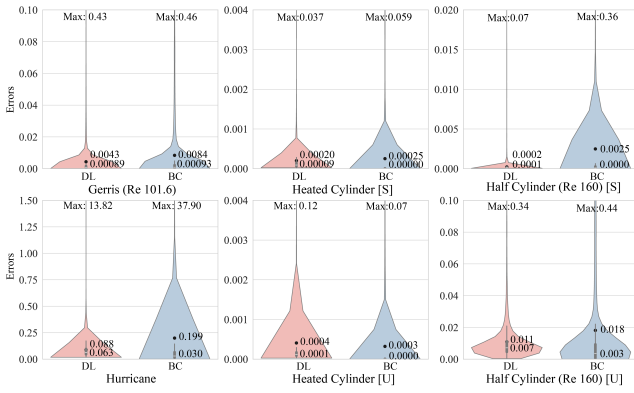 0.10
0.08
0.06
0.04
0.02
0.00
Errors
Max: 0.43
Max:0.46
0.0043
0.00089
0.0084
0.00093
DL
BC
Gerris (Re 101.6)
0.004
0.003
0.002
0.001
0.000
Max:0.037
Max:0.059
0.00020
0.00025
0.00000
DL
BC
Heated Cylinder [S]
0.020
0.015
0.010
0.005
0.000
Max:0.07
Max:0.36
0.0002
0.0001
0.0025
0.0000
DL
BC
Half Cylinder (Re 160) [S]
1.50
1.25
1.00
0.75
0.50
0.25
0.00
Errors
Max: 13.82
Max:37.90
0.088
0.063
0.199
0.030
DL
BC
Hurricane
0.004
0.003
0.002
0.001
0.000
Max: 0.12
Max:0.07
0.0004
0.0001
0.0003
0.0000
DL
BC
Heated Cylinder [U]
0.10
0.08
0.06
0.04
0.02
0.00
Max:0.34
Max:0.44
0.011
0.007
0.018
0.003
DL
BC
Half Cylinder (Re 160) [U]